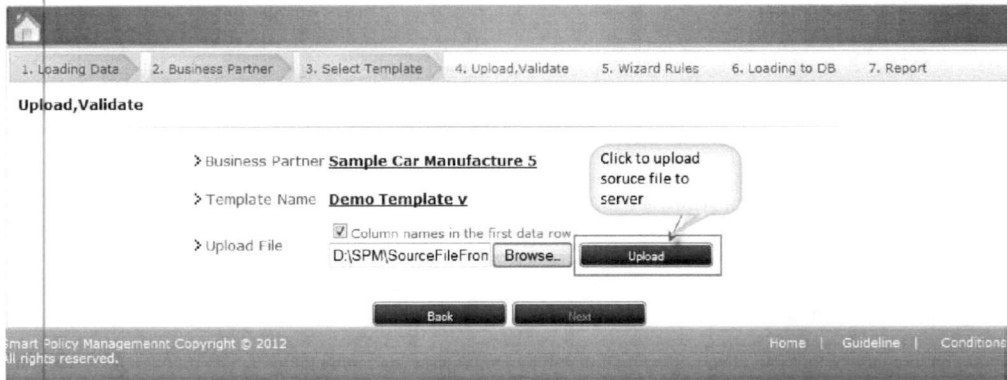 1. Loading Data 2. Business Partner 3. Select Template 4. Upload,Validate 5. Wizard Rules 6. Loading to DB 7. Report
Upload,Validate
Business Partner Sample Car Manufacture 5
Click to upload
soruce file to
server
Template Name Demo Template v
Column names in the first data row
Upload File D:\SPM\SourceFileFron Browse.. Upload
Back Next
Smart Policy Managemennt Copyright © 2012
All rights reserved.
Home | Guideline | Conditions